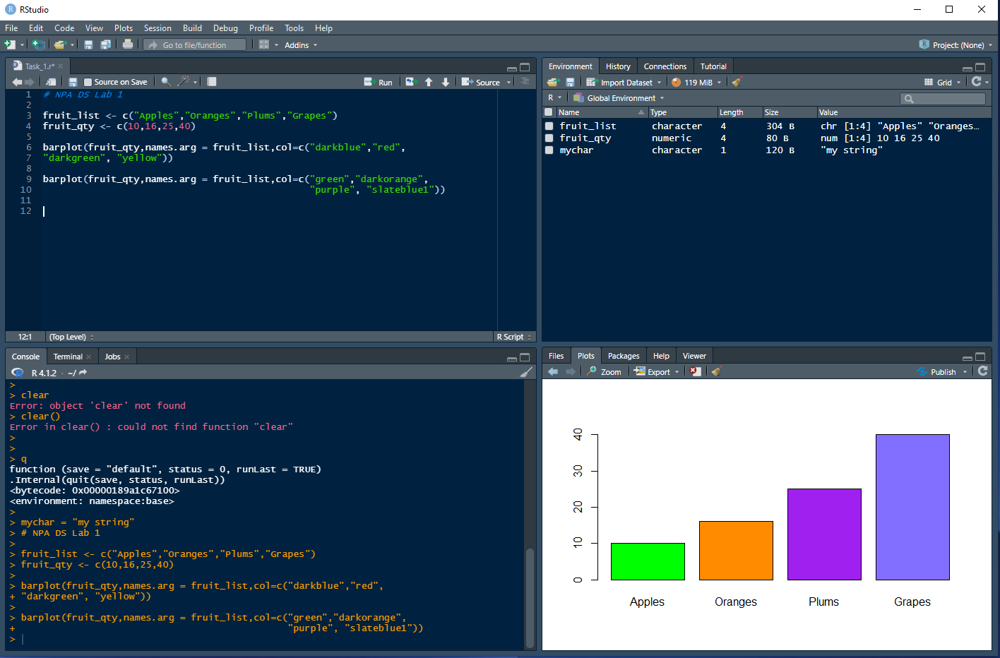 RStudio
File Edit Code View Plots Session Build Debug Profile Tools Help
Go to file/function Addins Project: (None)
Task_1.r*
Source on Save Run Source
1 # NPA DS Lab 1
2
3 fruit_list <- c("Apples","Oranges","Plums","Grapes")
4 fruit_qty <- c(10,16,25,40)
5
6 barplot(fruit_qty,names.arg = fruit_list,col=c("darkblue","red",
7 "darkgreen", "yellow"))
8
9 barplot(fruit_qty,names.arg = fruit_list,col=c("green","darkorange",
10 "purple", "slateblue1"))
11
12
12:1 (Top Level) R Script
Console Terminal Jobs
R 4.1.2 · ~/
>
> clear
Error: object 'clear' not found
> clear()
Error in clear() : could not find function "clear"
>
>
> q
function (save = "default", status = 0, runLast = TRUE)
.Internal(quit(save, status, runLast))
<bytecode: 0x00000189a1c67100>
<environment: namespace:base>
>
> mychar = "my string"
> # NPA DS Lab 1
>
> fruit_list <- c("Apples","Oranges","Plums","Grapes")
> fruit_qty <- c(10,16,25,40)
>
> barplot(fruit_qty,names.arg = fruit_list,col=c("darkblue","red",
+ "darkgreen", "yellow"))
>
> barplot(fruit_qty,names.arg = fruit_list,col=c("green","darkorange",
+ "purple", "slateblue1"))
>
Environment History Connections Tutorial
Import Dataset 119 MiB Grid
R Global Environment
Name Type Length Size Value
fruit_list character 4 304 B chr [1:4] "Apples" "Oranges…
fruit_qty numeric 4 80 B num [1:4] 10 16 25 40
mychar character 1 120 B "my string"
Files Plots Packages Help Viewer
Zoom Export Publish
40
30
20
10
0
Apples Oranges Plums Grapes